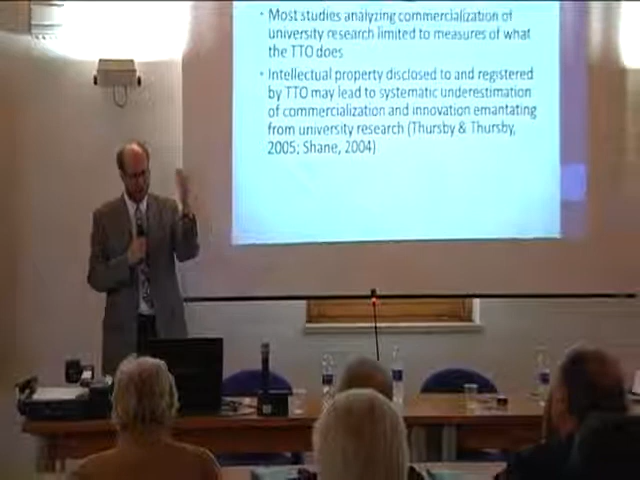 • Most studies analyzing commercialization of
university research limited to measures of what
the TTO does
• Intellectual property disclosed to and registered
by TTO may lead to systematic underestimation
of commercialization and innovation emantating
from university research (Thursby & Thursby,
2005; Shane, 2004)